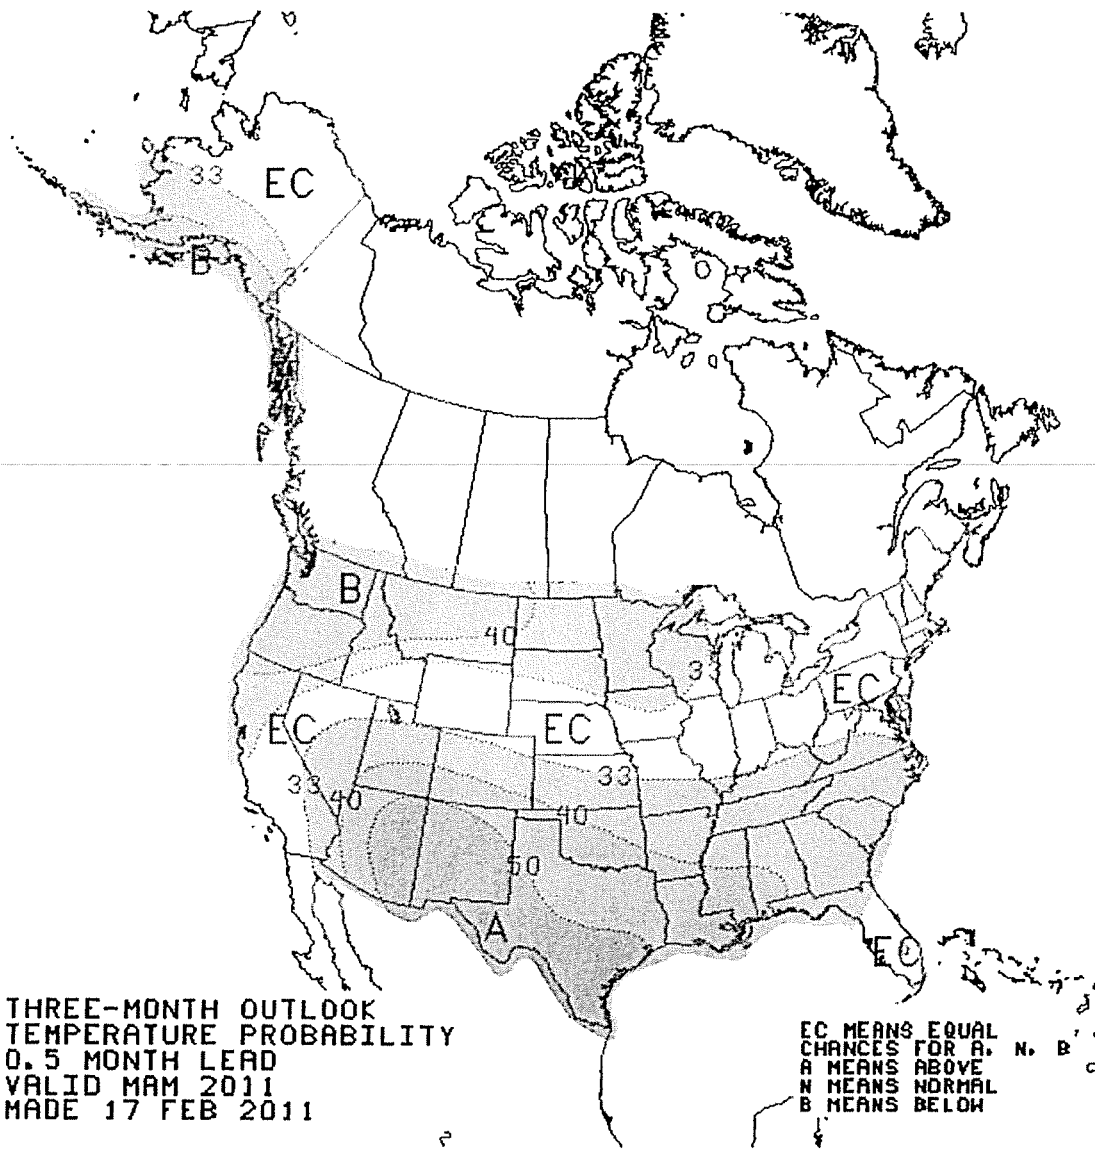 33
EC
B
B
40
3
EC
EC
EC
33
33
40
40
50
A
EC
THREE-MONTH OUTLOOK
TEMPERATURE PROBABILITY
0.5 MONTH LEAD
VALID MAM 2011
MADE 17 FEB 2011
EC MEANS EQUAL
CHANCES FOR A, N, B
A MEANS ABOVE
N MEANS NORMAL
B MEANS BELOW